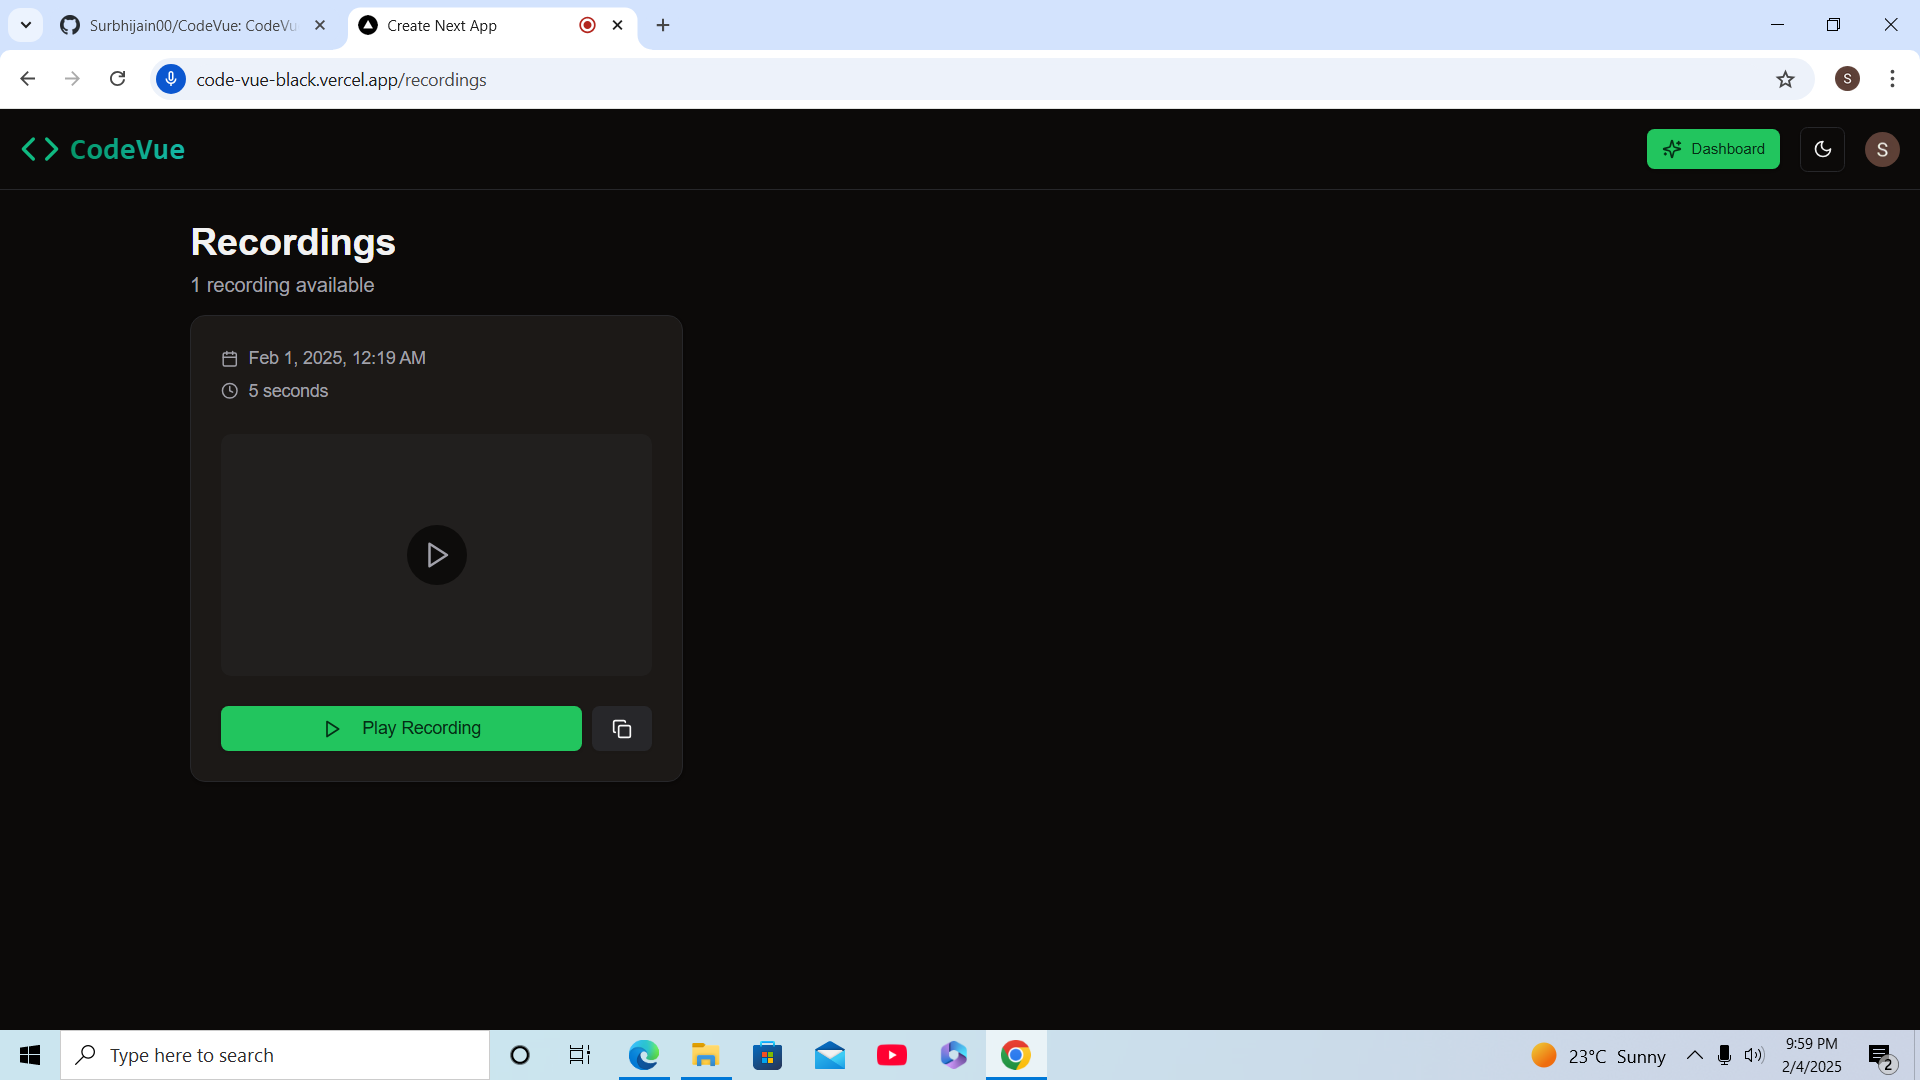 Surbhijain00/CodeVue: CodeVu
Create Next App
code-vue-black.vercel.app/recordings
S
CodeVue
Dashboard
S
Recordings
1 recording available
Feb 1, 2025, 12:19 AM
5 seconds
Play Recording
Type here to search
23°C Sunny
9:59 PM
2/4/2025
2